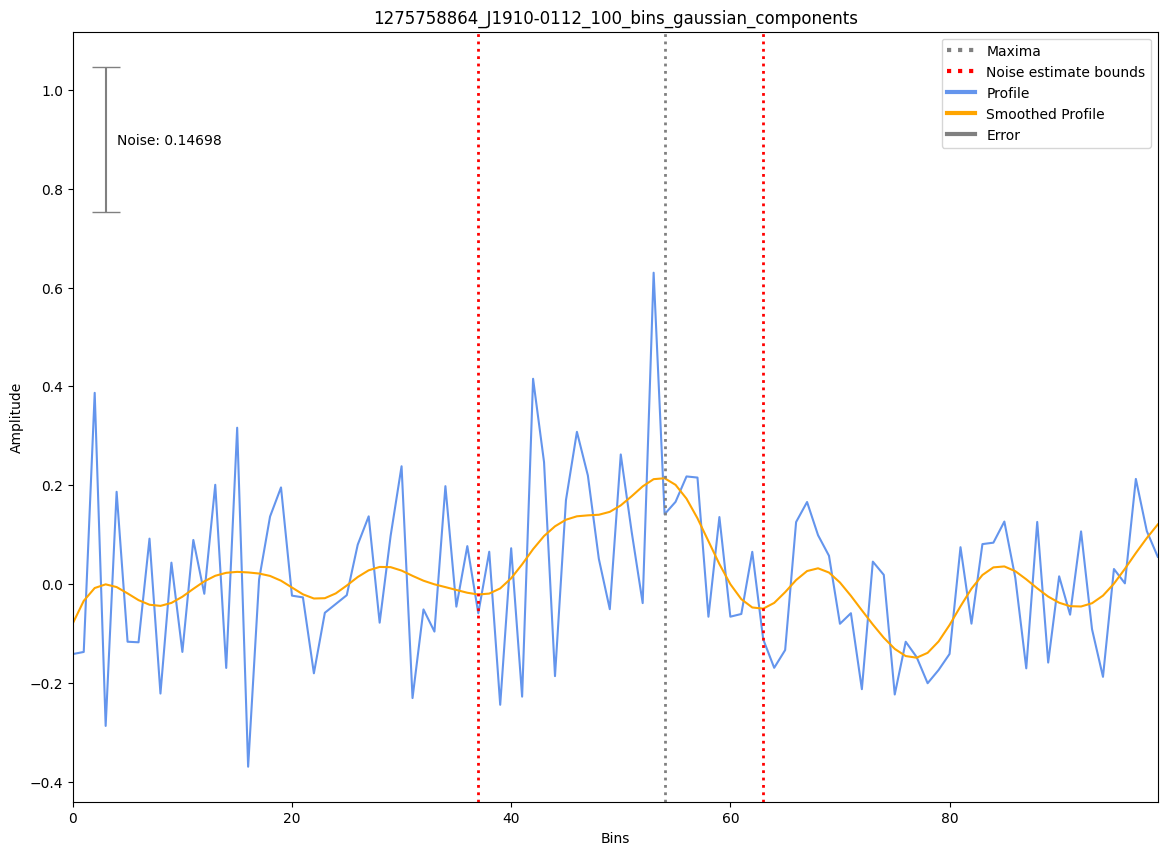 1275758864_J1910-0112_100_bins_gaussian_components
Maxima
Noise estimate bounds
Profile
Smoothed Profile
Error
Noise: 0.14698
1.0
0.8
0.6
0.4
0.2
0.0
−0.2
−0.4
Amplitude
0 20 40 60 80
Bins